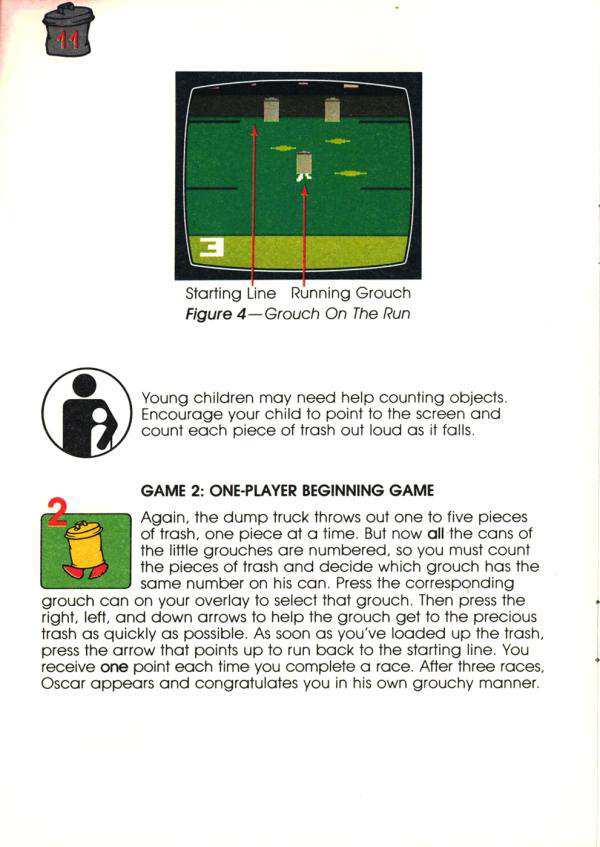 11
3
Starting Line Running Grouch
Figure 4—Grouch On The Run
Young children may need help counting objects.
Encourage your child to point to the screen and
count each piece of trash out loud as it falls.
GAME 2: ONE-PLAYER BEGINNING GAME
2
Again, the dump truck throws out one to five pieces
of trash, one piece at a time. But now all the cans of
the little grouches are numbered, so you must count
the pieces of trash and decide which grouch has the
same number on his can. Press the corresponding
grouch can on your overlay to select that grouch. Then press the
right, left, and down arrows to help the grouch get to the precious
trash as quickly as possible. As soon as you've loaded up the trash,
press the arrow that points up to run back to the starting line. You
receive one point each time you complete a race. After three races,
Oscar appears and congratulates you in his own grouchy manner.